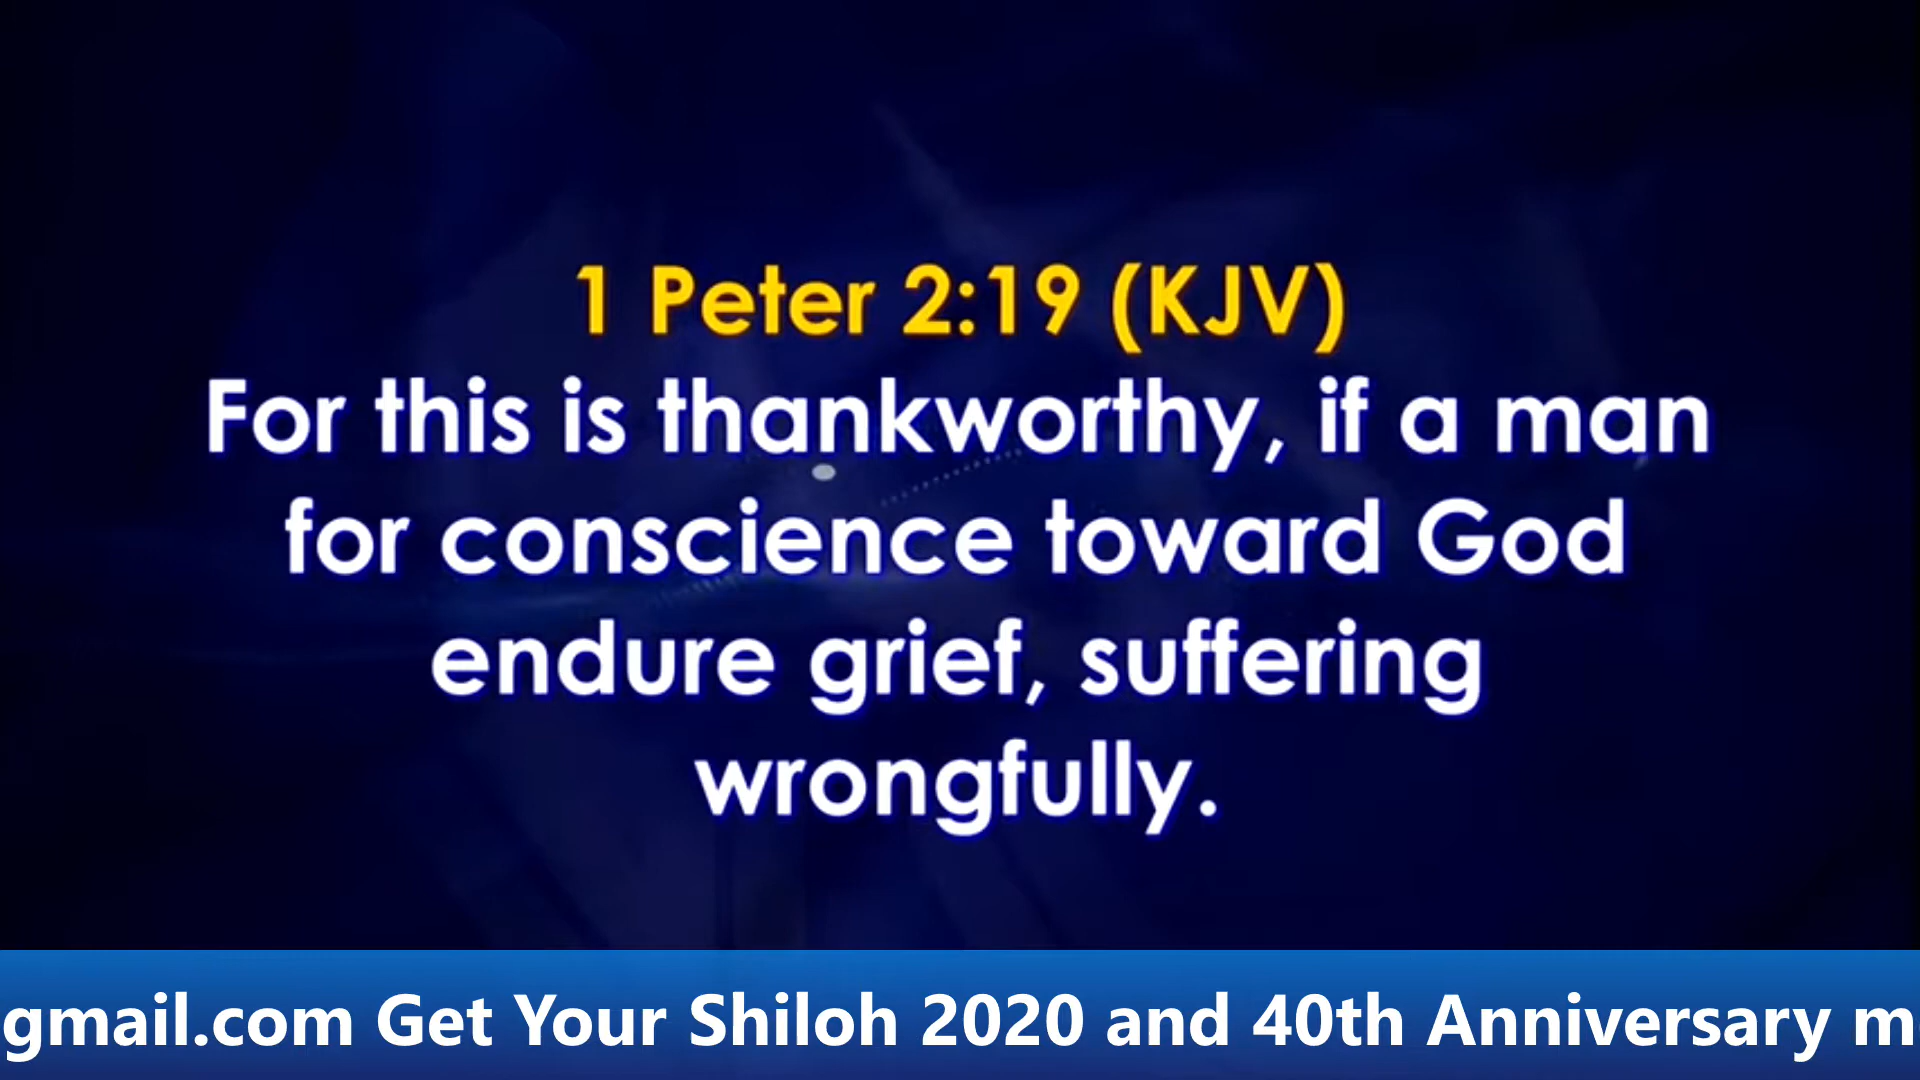 1 Peter 2:19 (KJV)
For this is thankworthy, if a man
for conscience toward God
endure grief, suffering
wrongfully.
gmail.com Get Your Shiloh 2020 and 40th Anniversary m